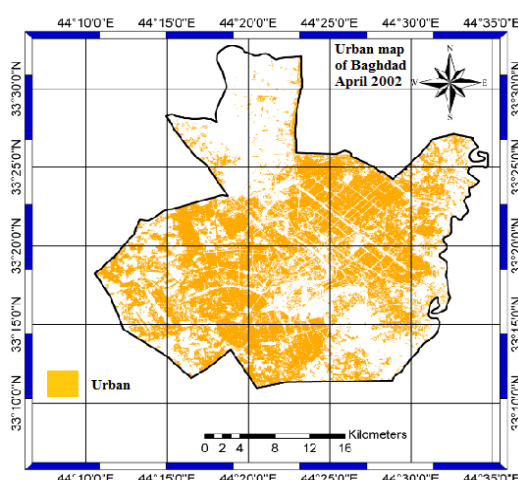 44°10'0"E 44°15'0"E 44°20'0"E 44°25'0"E 44°30'0"E 44°35'0"E
Urban map
of Baghdad
April 2002
N
W E
S
33°30'0"N 33°30'0"N
33°25'0"N 33°25'0"N
33°20'0"N 33°20'0"N
33°15'0"N 33°15'0"N
33°10'0"N 33°10'0"N
Urban
Kilometers
0 2 4 8 12 16
44°10'0"E 44°15'0"E 44°20'0"E 44°25'0"E 44°30'0"E 44°35'0"E